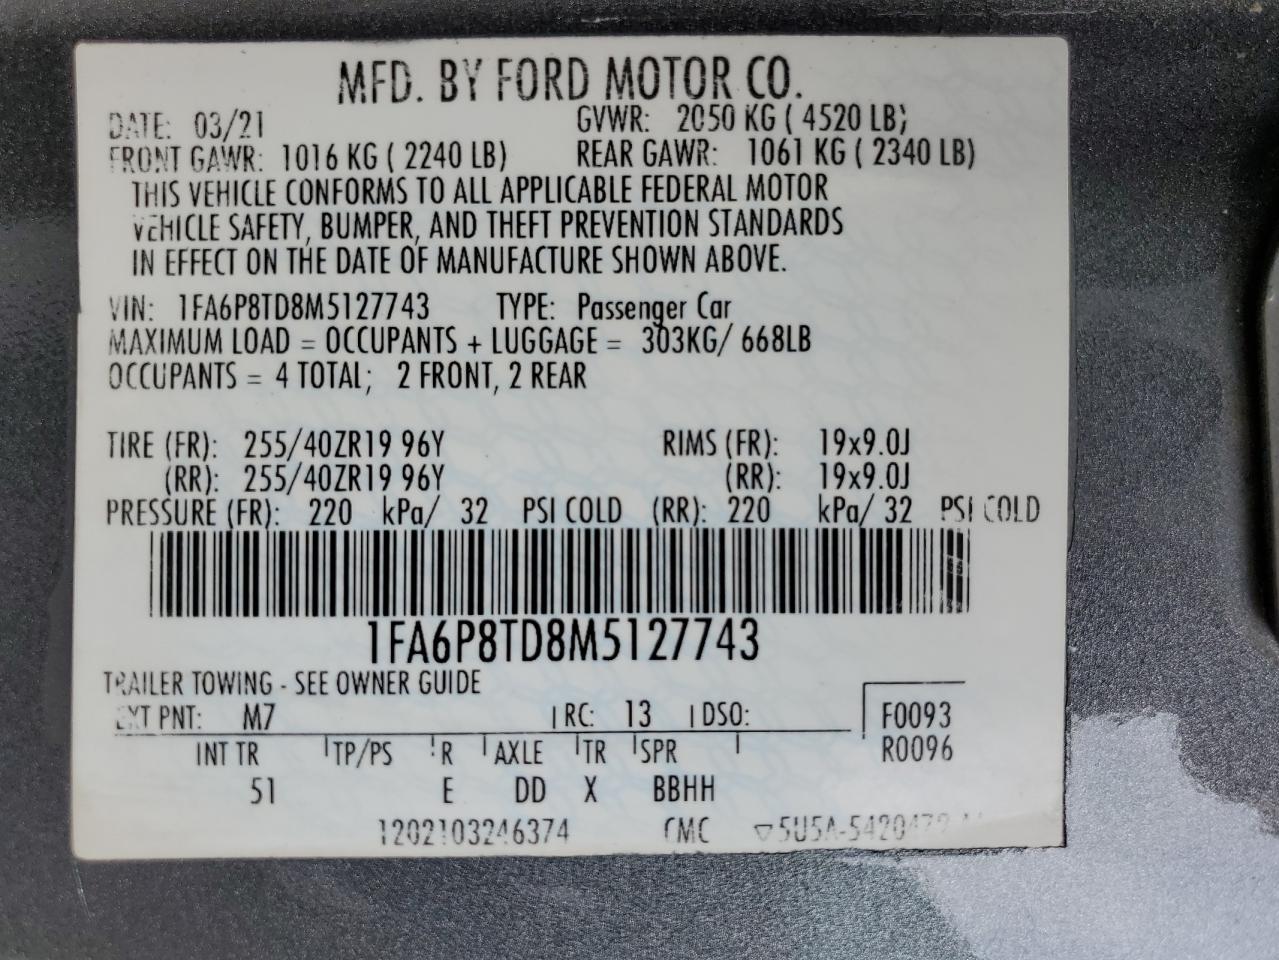 MFD. BY FORD MOTOR CO.
DATE: 03/21 GVWR: 2050 KG ( 4520 LB)
FRONT GAWR: 1016 KG ( 2240 LB) REAR GAWR: 1061 KG ( 2340 LB)
THIS VEHICLE CONFORMS TO ALL APPLICABLE FEDERAL MOTOR
VEHICLE SAFETY, BUMPER, AND THEFT PREVENTION STANDARDS
IN EFFECT ON THE DATE OF MANUFACTURE SHOWN ABOVE.
VIN: 1FA6P8TD8M5127743 TYPE: Passenger Car
MAXIMUM LOAD = OCCUPANTS + LUGGAGE = 303KG/ 668LB
OCCUPANTS = 4 TOTAL; 2 FRONT, 2 REAR
TIRE (FR): 255/40ZR19 96Y RIMS (FR): 19x9.0J
(RR): 255/40ZR19 96Y (RR): 19x9.0J
PRESSURE (FR): 220 kPa/ 32 PSI COLD (RR): 220 kPa/ 32 PSI COLD
1FA6P8TD8M5127743
TRAILER TOWING - SEE OWNER GUIDE
EXT PNT: M7 RC: 13 DSO: F0093
INT TR TP/PS R AXLE TR SPR R0096
51 E DD X BBHH
1202103246374 CMC